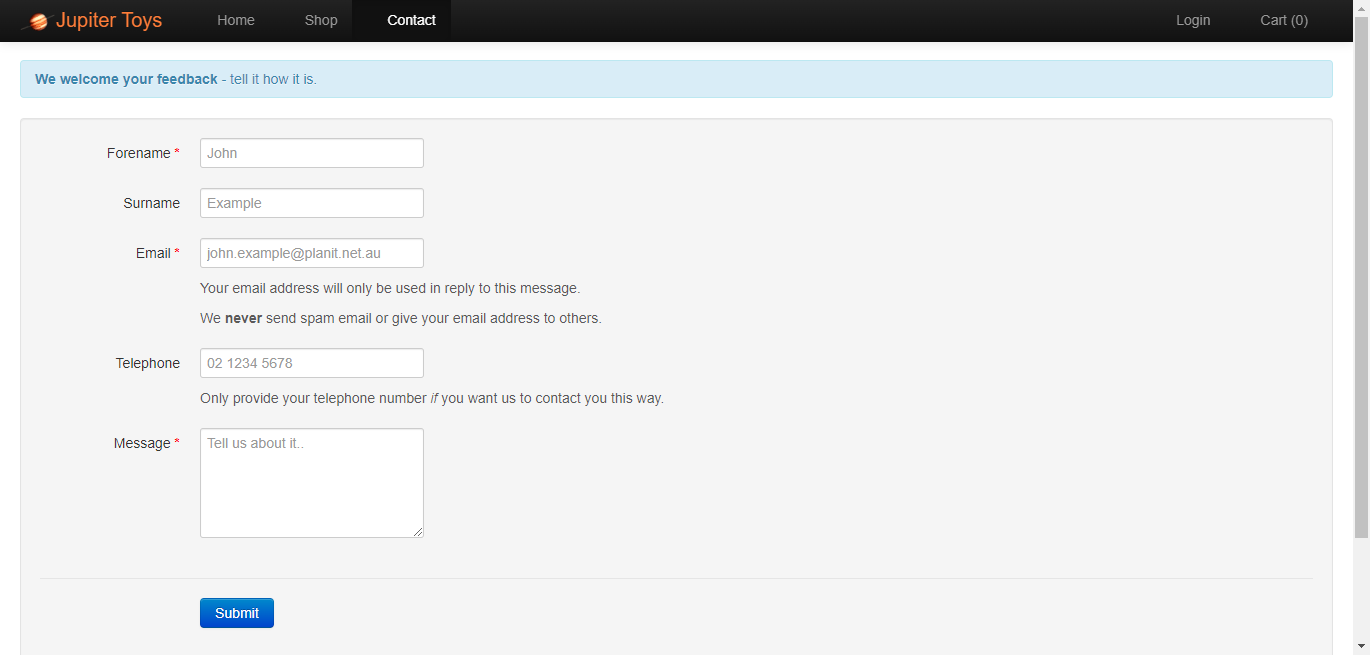 Jupiter Toys Home Shop Contact Login Cart (0)
We welcome your feedback - tell it how it is.
Forename * John
Surname Example
Email * john.example@planit.net.au
Your email address will only be used in reply to this message.
We never send spam email or give your email address to others.
Telephone 02 1234 5678
Only provide your telephone number if you want us to contact you this way.
Message * Tell us about it..
Submit